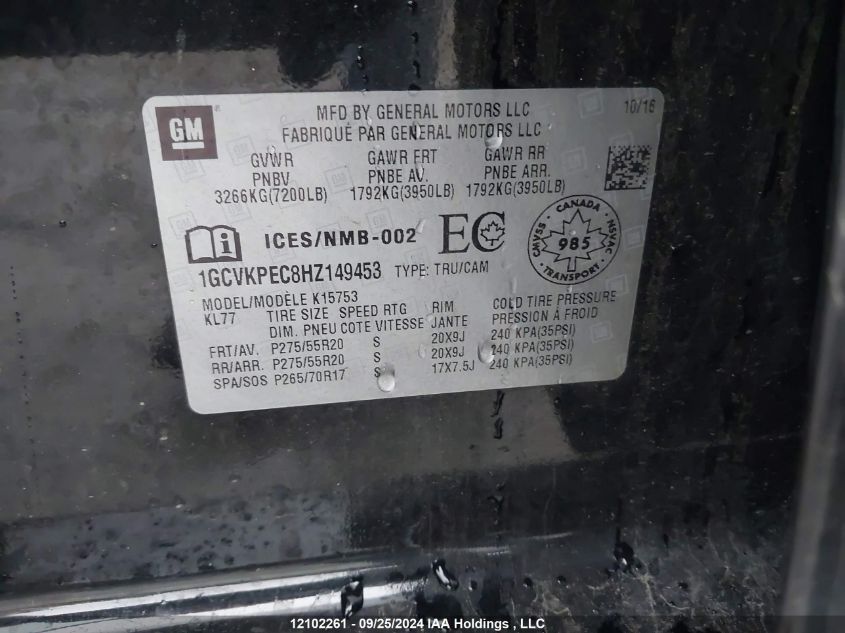 GM
MFD BY GENERAL MOTORS LLC 10/16
FABRIQUÉ PAR GENERAL MOTORS LLC
GVWR GAWR FRT GAWR RR
PNBV PNBE AV. PNBE ARR.
3266KG(7200LB) 1792KG(3950LB) 1792KG(3950LB)
i ICES/NMB-002 EC
CANADA
CMVSS 985 NSVAC
1GCVKPEC8HZ149453 TYPE: TRU/CAM
MODEL/MODÈLE K15753
KL77 TIRE SIZE SPEED RTG RIM COLD TIRE PRESSURE
DIM. PNEU COTE VITESSE JANTE PRESSION À FROID
FRT/AV. P275/55R20 S 20X9J 240 KPA(35PSI)
RR/ARR. P275/55R20 S 20X9J 240 KPA(35PSI)
SPA/SOS P265/70R17 S 17X7.5J 240 KPA(35PSI)
12102261 - 09/25/2024 IAA Holdings, LLC